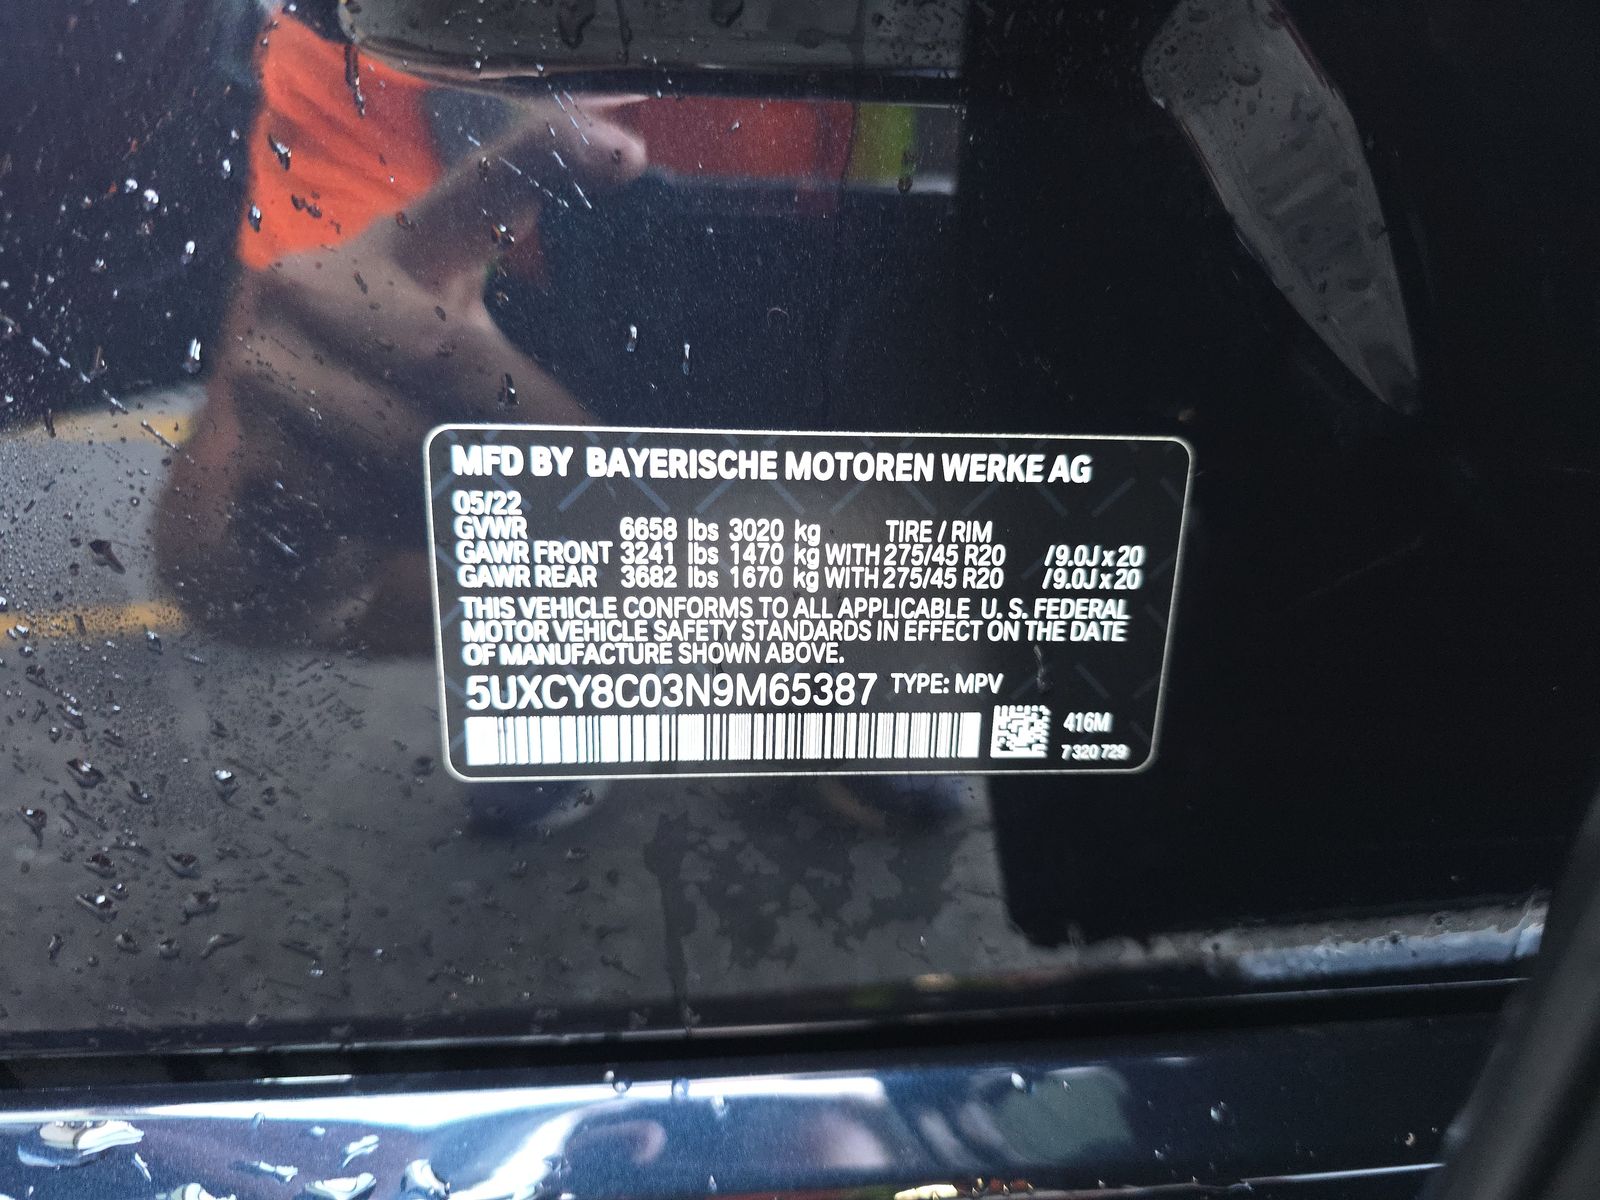 MFD BY BAYERISCHE MOTOREN WERKE AG
05/22
GVWR 6658 lbs 3020 kg TIRE / RIM
GAWR FRONT 3241 lbs 1470 kg WITH 275/45 R20 /9.0J x 20
GAWR REAR 3682 lbs 1670 kg WITH 275/45 R20 /9.0J x 20
THIS VEHICLE CONFORMS TO ALL APPLICABLE U. S. FEDERAL
MOTOR VEHICLE SAFETY STANDARDS IN EFFECT ON THE DATE
OF MANUFACTURE SHOWN ABOVE.
5UXCY8C03N9M65387 TYPE: MPV
416M
7 320 729